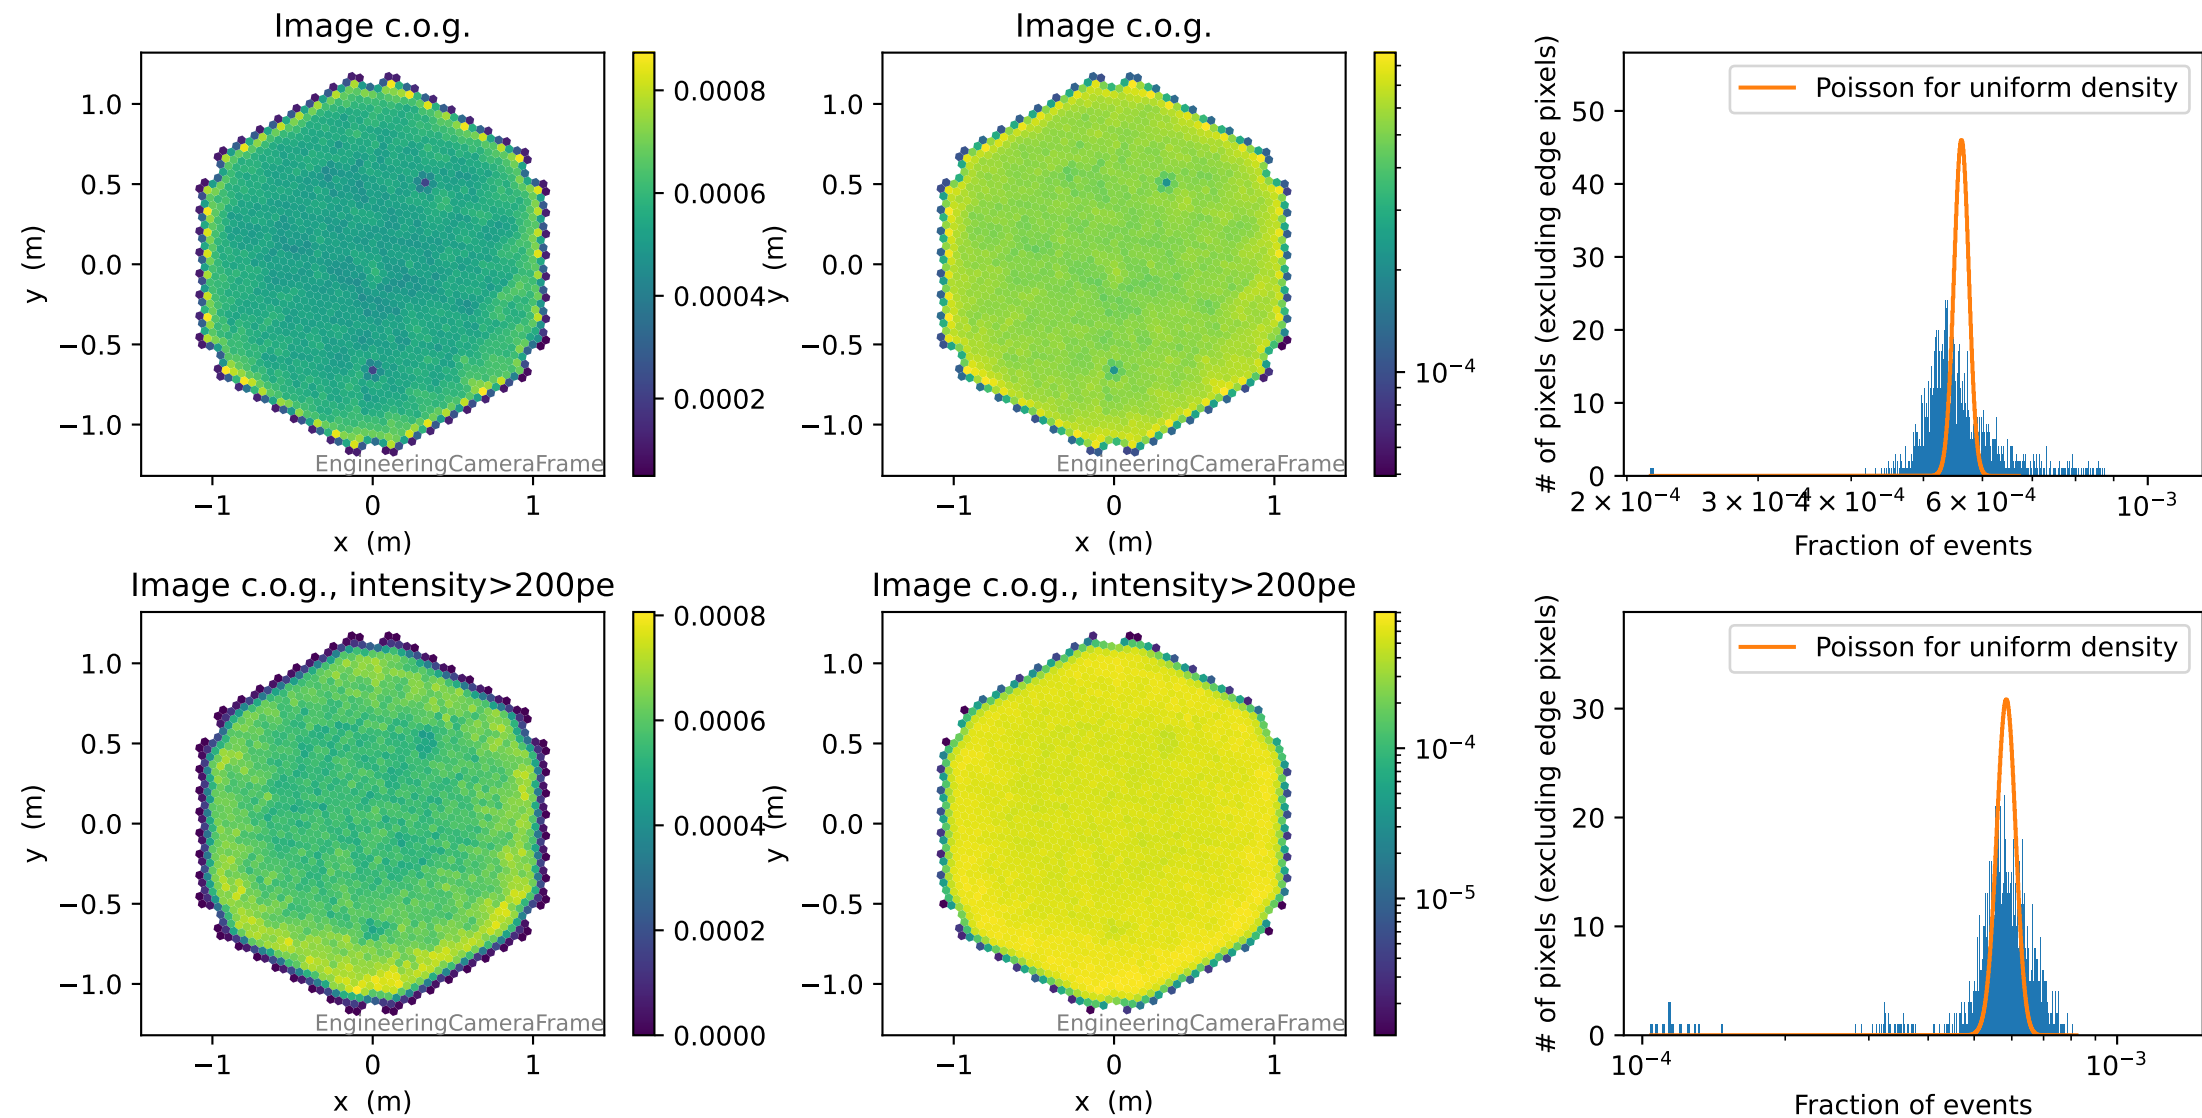 Image c.o.g.
1.0
0.5
0.0
−0.5
−1.0
y (m)
−1 0 1
x (m)
EngineeringCameraFrame
0.0008
0.0006
0.0004
0.0002
Image c.o.g.
1.0
0.5
0.0
−0.5
−1.0
y (m)
−1 0 1
x (m)
EngineeringCameraFrame
10⁻⁴
# of pixels (excluding edge pixels)
50
40
30
20
10
0
Poisson for uniform density
2 × 10⁻⁴ 3 × 10⁻⁴ 4 × 10⁻⁴ 6 × 10⁻⁴ 10⁻³
Fraction of events
Image c.o.g., intensity>200pe
1.0
0.5
0.0
−0.5
−1.0
y (m)
−1 0 1
x (m)
EngineeringCameraFrame
0.0008
0.0006
0.0004
0.0002
0.0000
Image c.o.g., intensity>200pe
1.0
0.5
0.0
−0.5
−1.0
y (m)
−1 0 1
x (m)
EngineeringCameraFrame
10⁻⁴
10⁻⁵
# of pixels (excluding edge pixels)
30
20
10
0
Poisson for uniform density
10⁻⁴ 10⁻³
Fraction of events